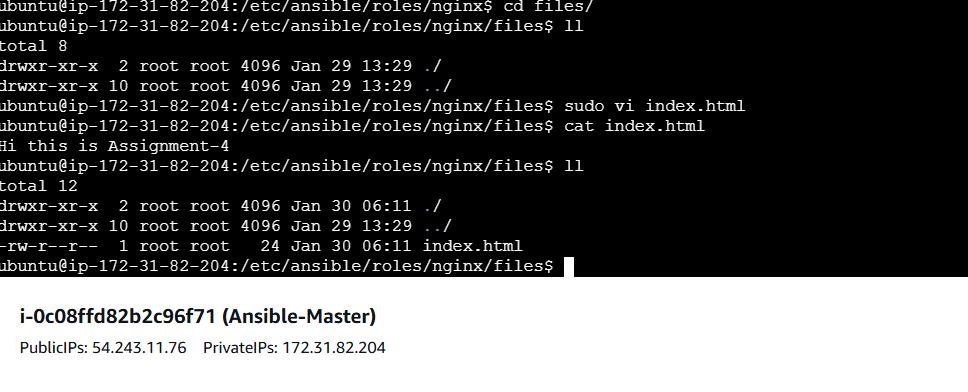 ubuntu@ip-172-31-82-204:/etc/ansible/roles/nginx$ cd files/
ubuntu@ip-172-31-82-204:/etc/ansible/roles/nginx/files$ ll
total 8
drwxr-xr-x  2 root root 4096 Jan 29 13:29 ./
drwxr-xr-x 10 root root 4096 Jan 29 13:29 ../
ubuntu@ip-172-31-82-204:/etc/ansible/roles/nginx/files$ sudo vi index.html
ubuntu@ip-172-31-82-204:/etc/ansible/roles/nginx/files$ cat index.html
Hi this is Assignment-4
ubuntu@ip-172-31-82-204:/etc/ansible/roles/nginx/files$ ll
total 12
drwxr-xr-x  2 root root 4096 Jan 30 06:11 ./
drwxr-xr-x 10 root root 4096 Jan 29 13:29 ../
-rw-r--r--  1 root root   24 Jan 30 06:11 index.html
ubuntu@ip-172-31-82-204:/etc/ansible/roles/nginx/files$
i-0c08ffd82b2c96f71 (Ansible-Master)
PublicIPs: 54.243.11.76 PrivateIPs: 172.31.82.204